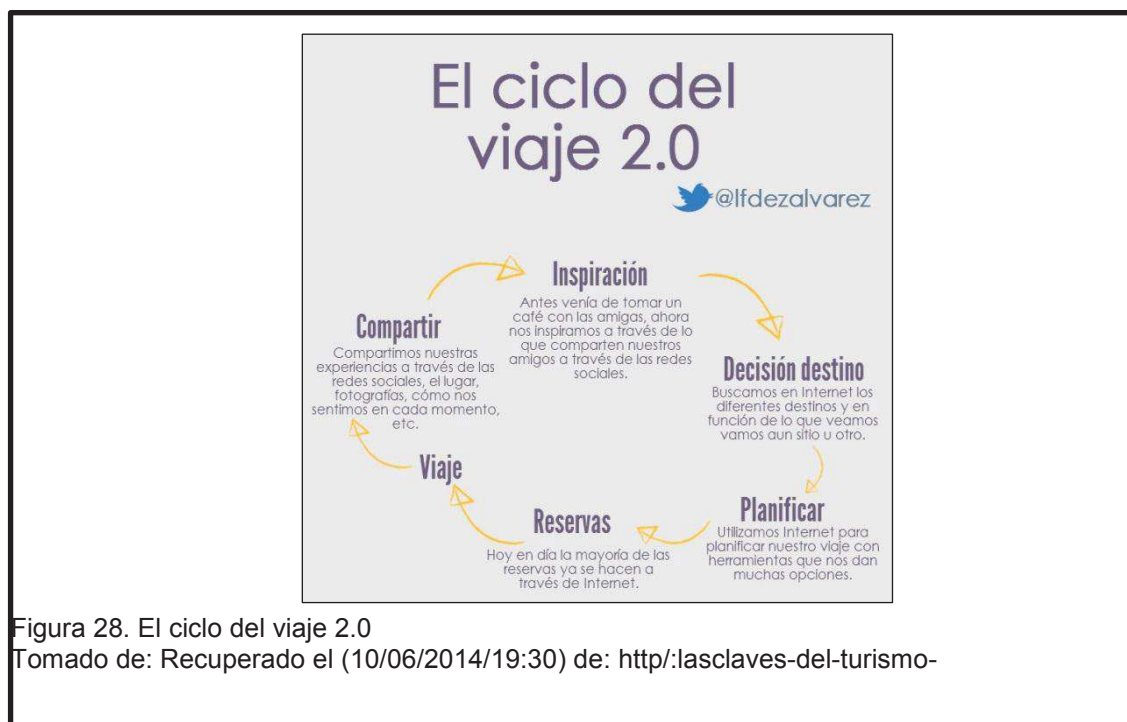 El ciclo del
viaje 2.0
@lfdezalvarez
Inspiración
Antes venía de tomar un
café con las amigas, ahora
nos inspiramos a través de lo
que comparten nuestros
amigos a través de las redes
sociales.
Decisión destino
Buscamos en Internet los
diferentes destinos y en
función de lo que veamos
vamos aun sitio u otro.
Planificar
Utilizamos Internet para
planificar nuestro viaje con
herramientas que nos dan
muchas opciones.
Reservas
Hoy en día la mayoría de las
reservas ya se hacen a
través de Internet.
Viaje
Compartir
Compartimos nuestras
experiencias a través de las
redes sociales, el lugar,
fotografías, cómo nos
sentimos en cada momento,
etc.
Figura 28. El ciclo del viaje 2.0
Tomado de: Recuperado el (10/06/2014/19:30) de: http/:lasclaves-del-turismo-